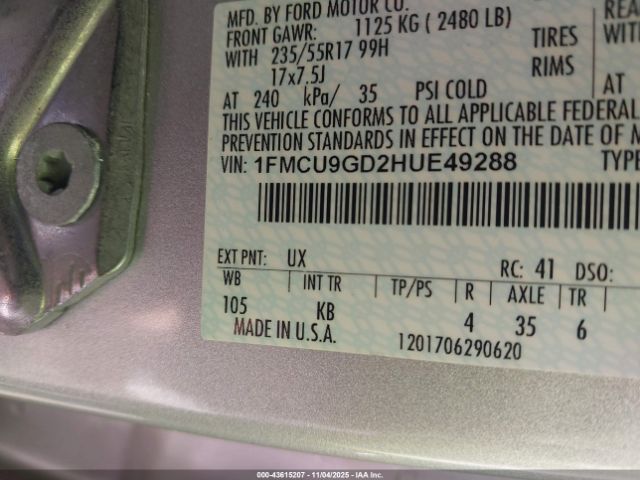 MFD. BY FORD MOTOR CO.
FRONT GAWR: 1125 KG ( 2480 LB) REA
WITH 235/55R17 99H TIRES WITH
17x7.5J RIMS
AT 240 kPa/ 35 PSI COLD AT
THIS VEHICLE CONFORMS TO ALL APPLICABLE FEDERAL
PREVENTION STANDARDS IN EFFECT ON THE DATE OF M
VIN: 1FMCU9GD2HUE49288 TYPE
EXT PNT: UX RC: 41 DSO:
WB INT TR TP/PS R AXLE TR
105 KB 4 35 6
MADE IN U.S.A. 1201706290620
000-43615207 - 11/04/2025 - IAA Inc.